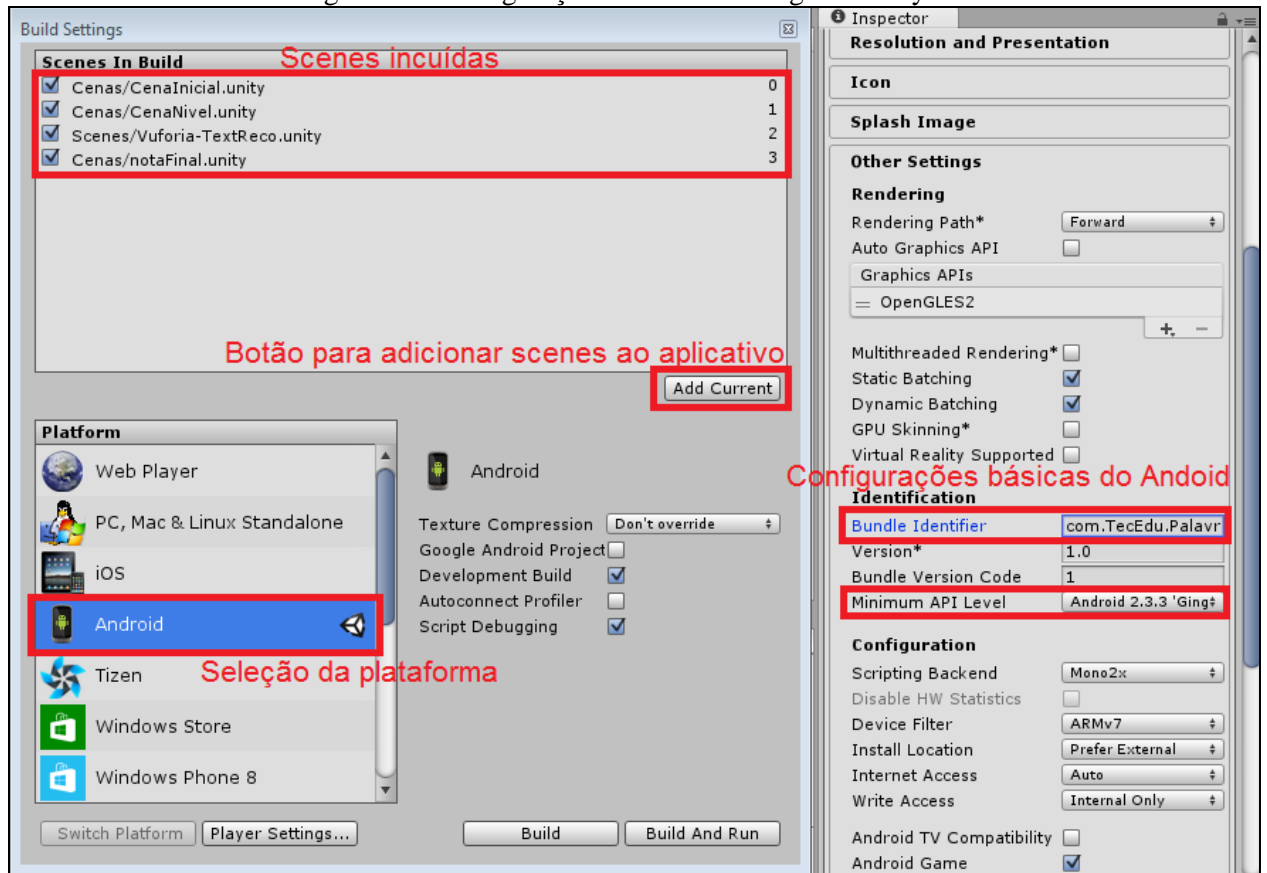 Build Settings
Scenes In Build
Scenes incuídas
Cenas/CenaInicial.unity 0
Cenas/CenaNivel.unity 1
Scenes/Vuforia-TextReco.unity 2
Cenas/notaFinal.unity 3
Botão para adicionar scenes ao aplicativo
Add Current
Platform
Web Player
PC, Mac & Linux Standalone
iOS
Android
Seleção da plataforma
Tizen
Windows Store
Windows Phone 8
Android
Texture Compression Don't override
Google Android Project
Development Build
Autoconnect Profiler
Script Debugging
Switch Platform Player Settings... Build Build And Run
Inspector
Resolution and Presentation
Icon
Splash Image
Other Settings
Rendering
Rendering Path* Forward
Auto Graphics API
Graphics APIs
= OpenGLES2
+ −
Multithreaded Rendering*
Static Batching
Dynamic Batching
GPU Skinning*
Virtual Reality Supported
Configurações básicas do Andoid
Identification
Bundle Identifier com.TecEdu.Palavr
Version* 1.0
Bundle Version Code 1
Minimum API Level Android 2.3.3 'Ging
Configuration
Scripting Backend Mono2x
Disable HW Statistics
Device Filter ARMv7
Install Location Prefer External
Internet Access Auto
Write Access Internal Only
Android TV Compatibility
Android Game